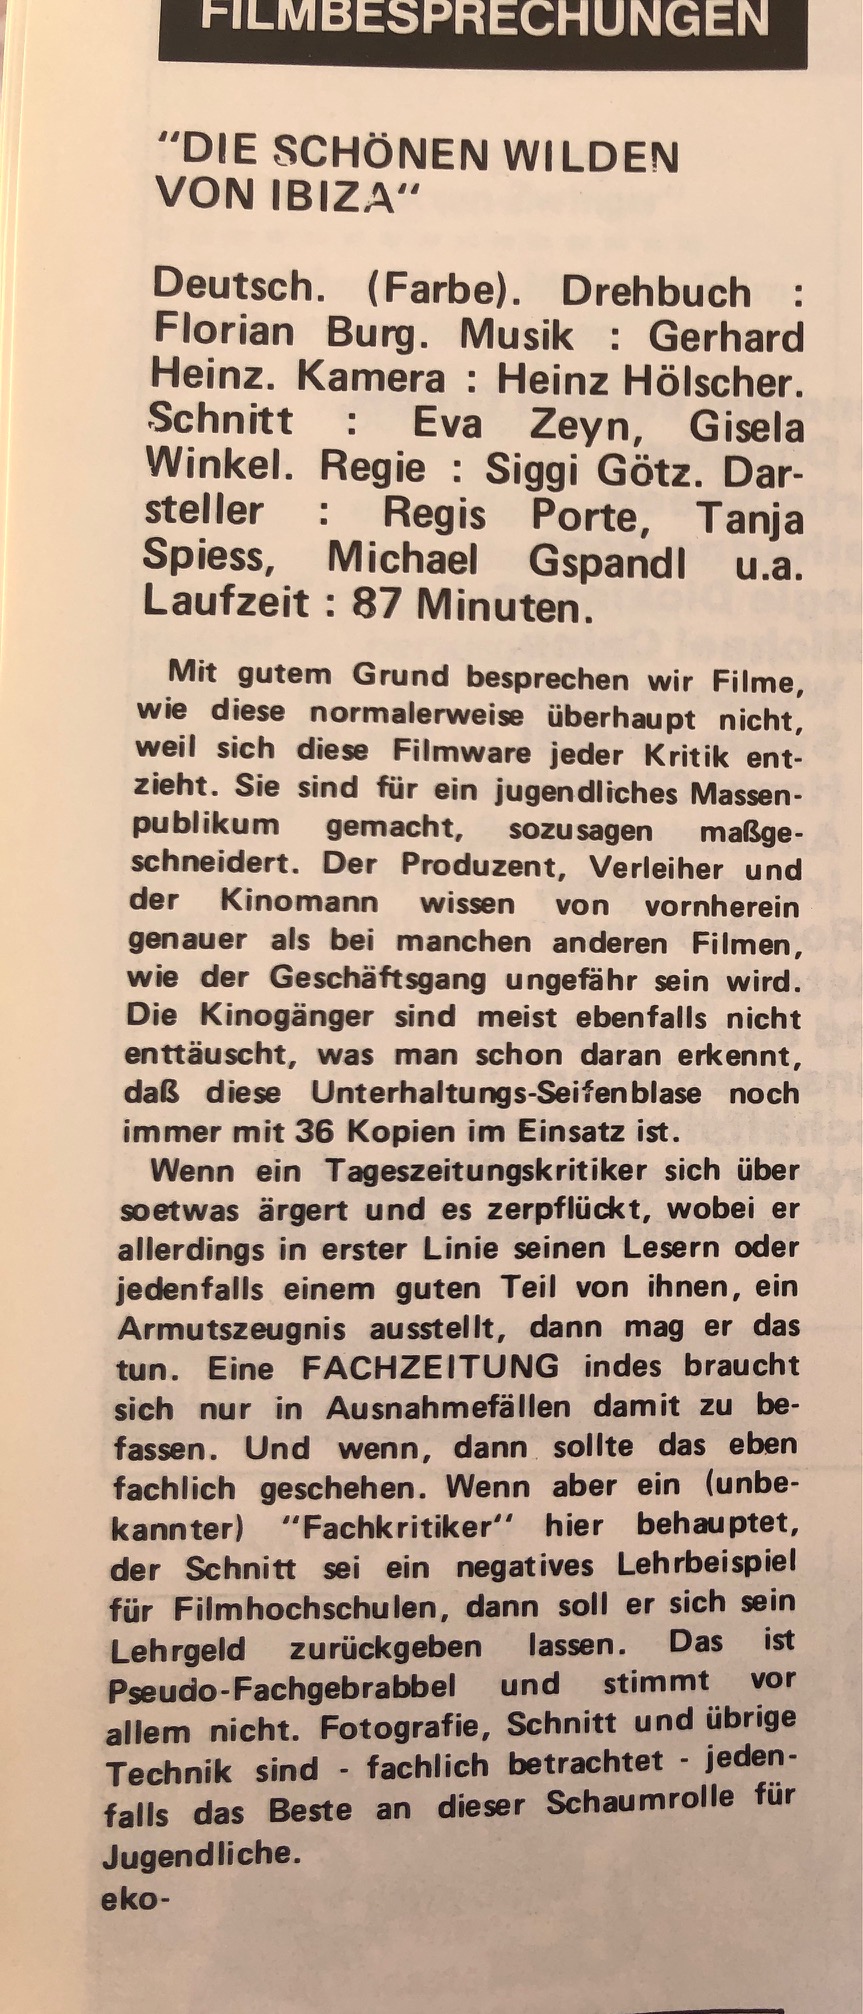 FILMBESPRECHUNGEN
"DIE SCHÖNEN WILDEN
VON IBIZA"
Deutsch. (Farbe). Drehbuch :
Florian Burg. Musik : Gerhard
Heinz. Kamera : Heinz Hölscher.
Schnitt : Eva Zeyn, Gisela
Winkel. Regie : Siggi Götz. Dar-
steller : Regis Porte, Tanja
Spiess, Michael Gspandl u.a.
Laufzeit : 87 Minuten.
Mit gutem Grund besprechen wir Filme,
wie diese normalerweise überhaupt nicht,
weil sich diese Filmware jeder Kritik ent-
zieht. Sie sind für ein jugendliches Massen-
publikum gemacht, sozusagen maßge-
schneidert. Der Produzent, Verleiher und
der Kinomann wissen von vornherein
genauer als bei manchen anderen Filmen,
wie der Geschäftsgang ungefähr sein wird.
Die Kinogänger sind meist ebenfalls nicht
enttäuscht, was man schon daran erkennt,
daß diese Unterhaltungs-Seifenblase noch
immer mit 36 Kopien im Einsatz ist.
Wenn ein Tageszeitungskritiker sich über
soetwas ärgert und es zerpflückt, wobei er
allerdings in erster Linie seinen Lesern oder
jedenfalls einem guten Teil von ihnen, ein
Armutszeugnis ausstellt, dann mag er das
tun. Eine FACHZEITUNG indes braucht
sich nur in Ausnahmefällen damit zu be-
fassen. Und wenn, dann sollte das eben
fachlich geschehen. Wenn aber ein (unbe-
kannter) "Fachkritiker" hier behauptet,
der Schnitt sei ein negatives Lehrbeispiel
für Filmhochschulen, dann soll er sich sein
Lehrgeld zurückgeben lassen. Das ist
Pseudo-Fachgebrabbel und stimmt vor
allem nicht. Fotografie, Schnitt und übrige
Technik sind - fachlich betrachtet - jeden-
falls das Beste an dieser Schaumrolle für
Jugendliche.
eko-